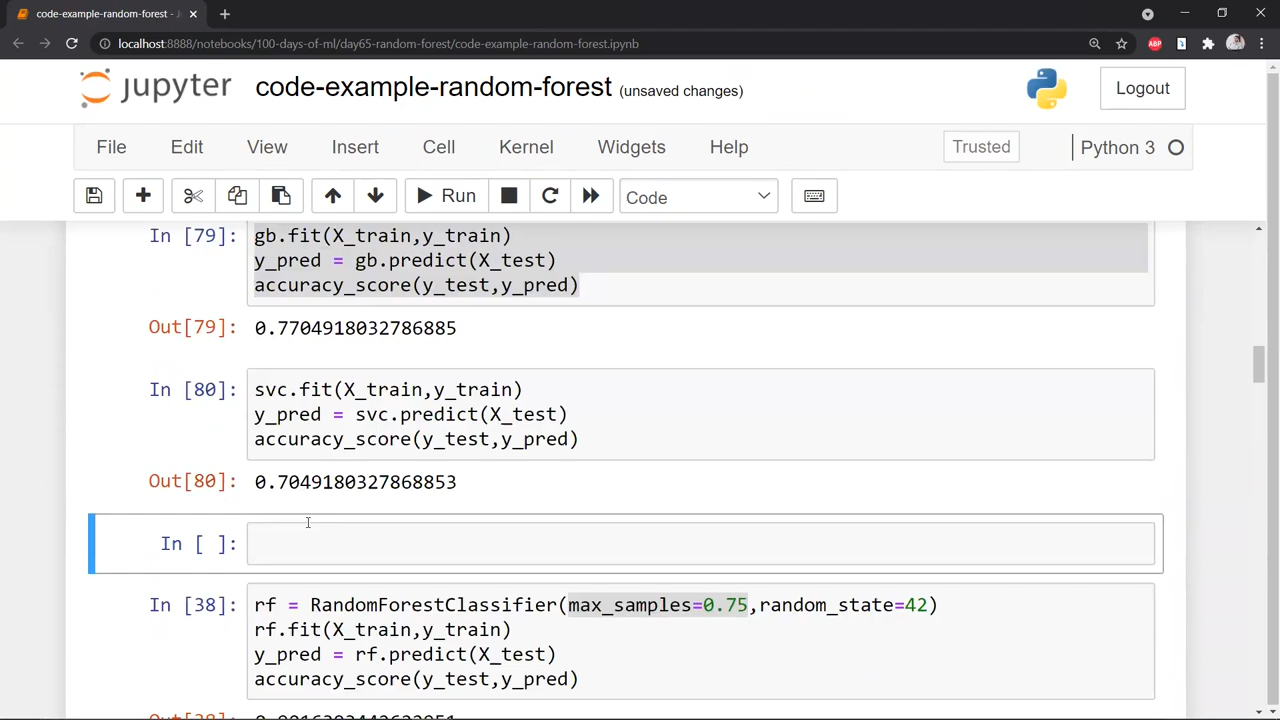 code-example-random-forest -
localhost:8888/notebooks/100-days-of-ml/day65-random-forest/code-example-random-forest.ipynb
ABP
jupyter code-example-random-forest (unsaved changes)
Logout
File Edit View Insert Cell Kernel Widgets Help Trusted Python 3
Run Code
In [79]: gb.fit(X_train,y_train)
y_pred = gb.predict(X_test)
accuracy_score(y_test,y_pred)
Out[79]: 0.7704918032786885
In [80]: svc.fit(X_train,y_train)
y_pred = svc.predict(X_test)
accuracy_score(y_test,y_pred)
Out[80]: 0.7049180327868853
In [ ]:
In [38]: rf = RandomForestClassifier(max_samples=0.75,random_state=42)
rf.fit(X_train,y_train)
y_pred = rf.predict(X_test)
accuracy_score(y_test,y_pred)